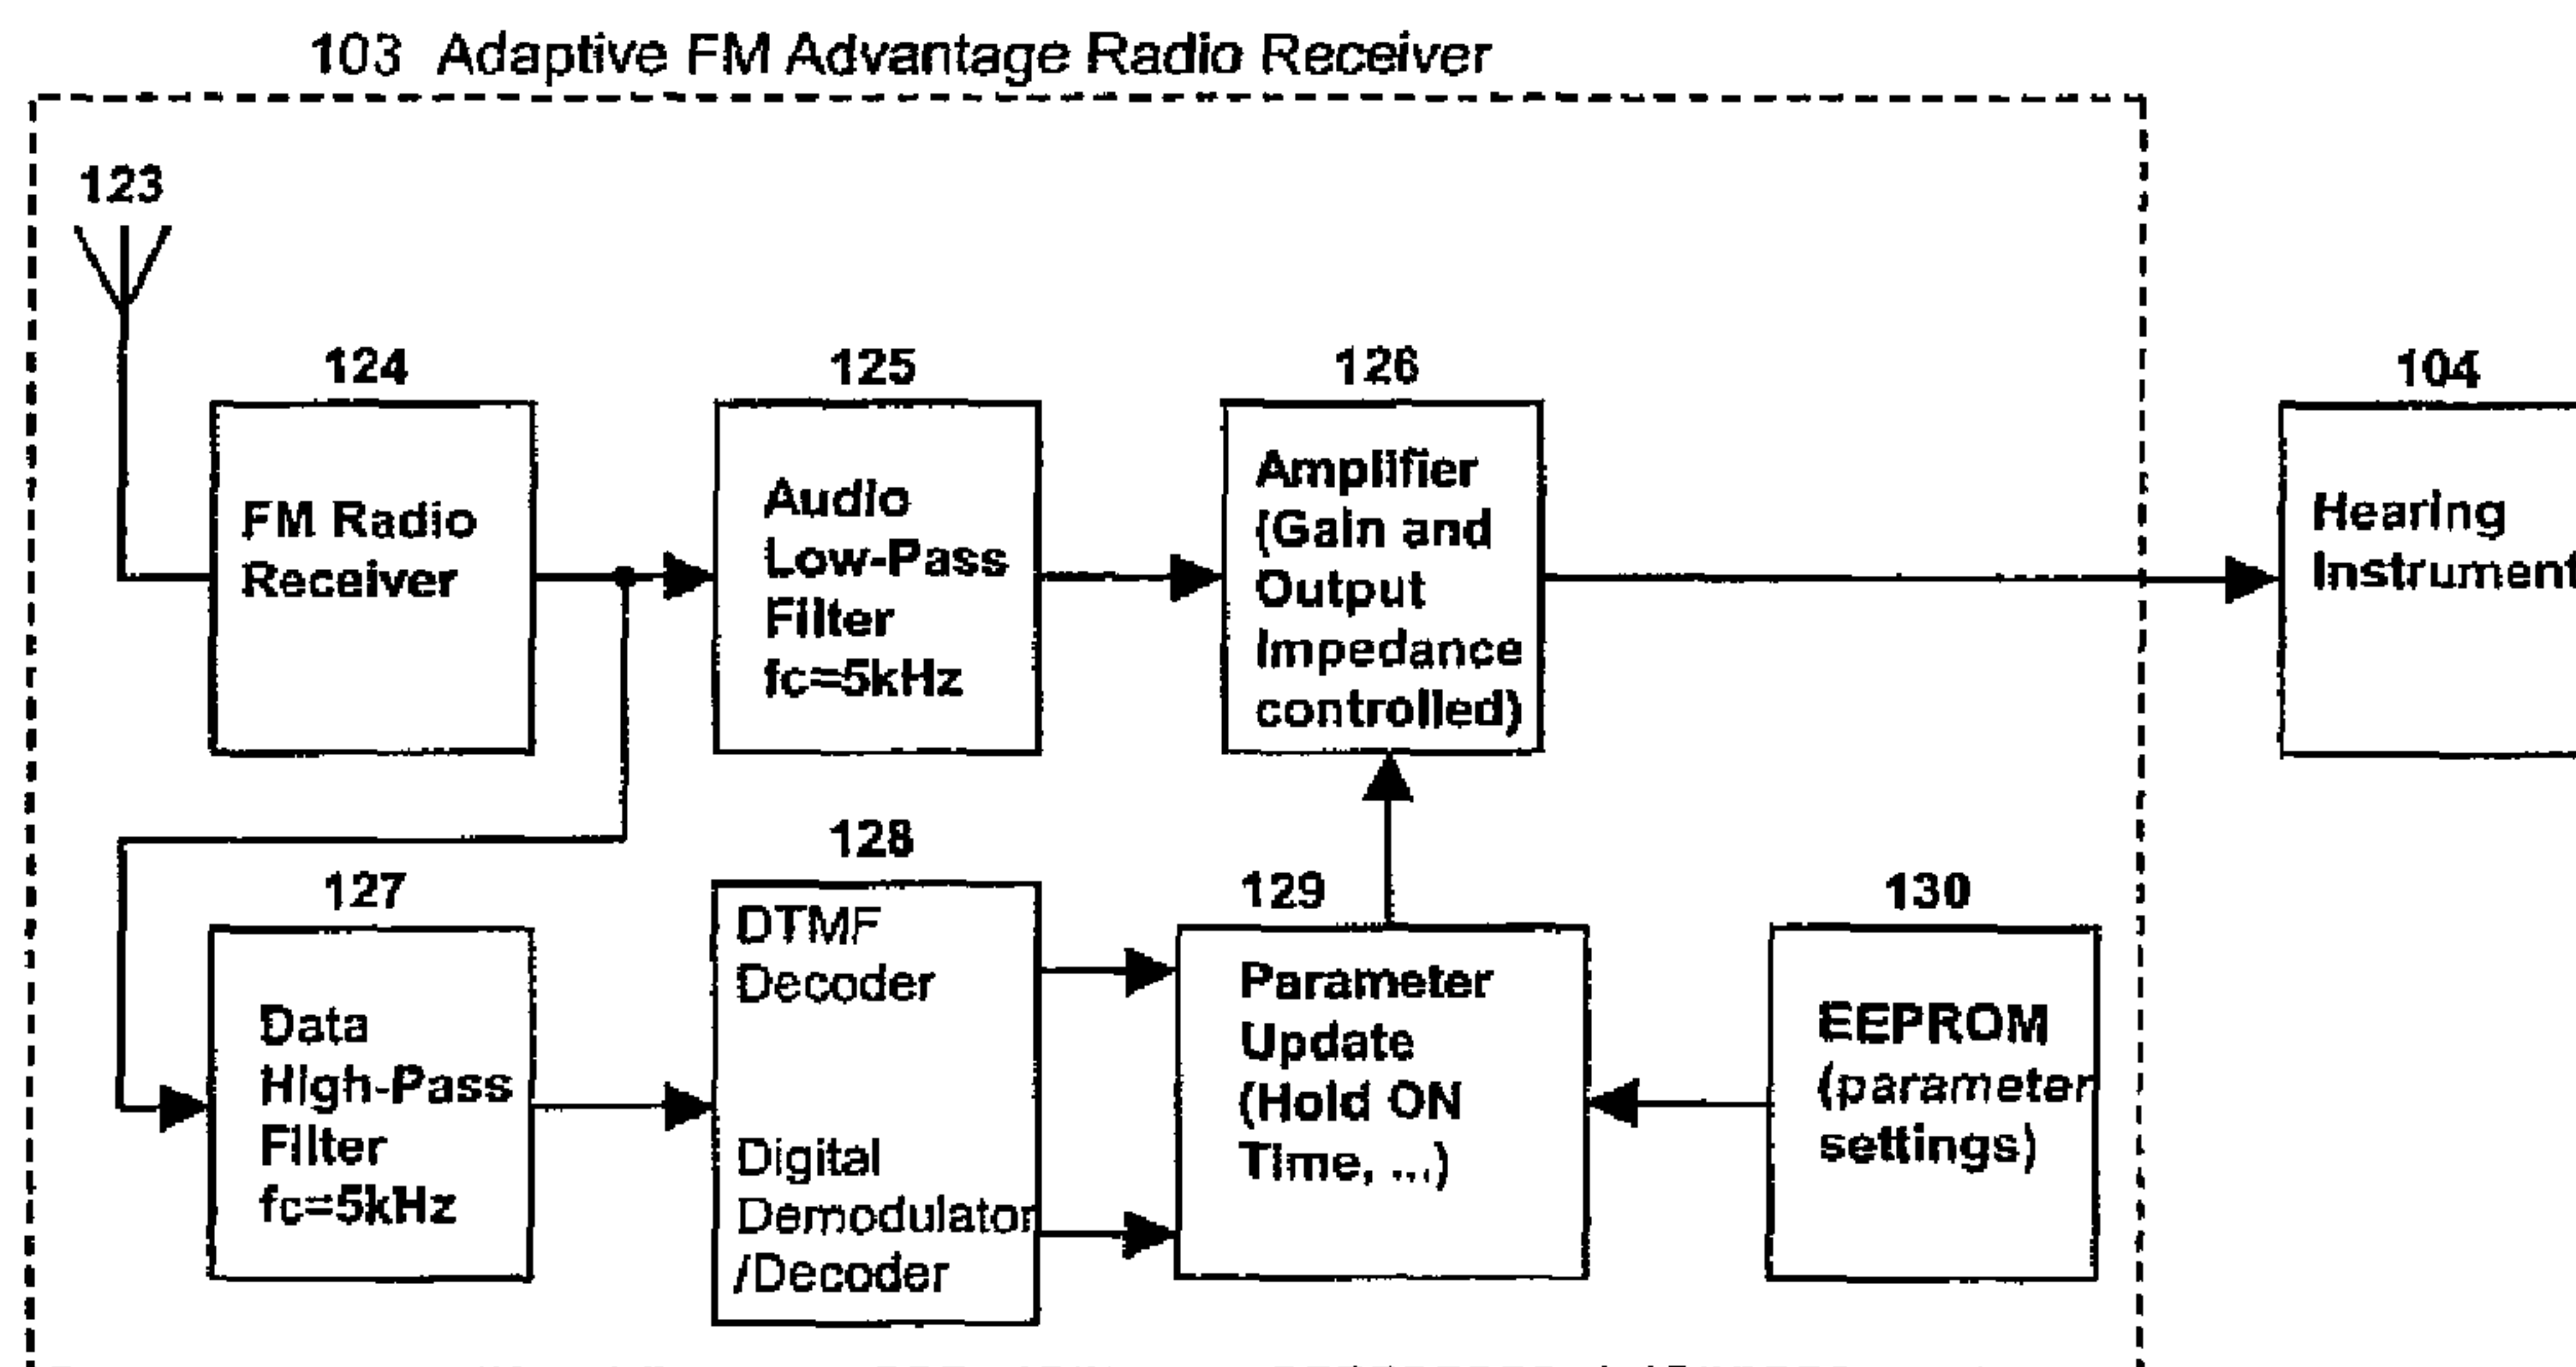 103 Adaptive FM Advantage Radio Receiver
123
124
FM Radio
Receiver
125
Audio
Low-Pass
Filter
fc=5kHz
126
Amplifier
(Gain and
Output
Impedance
controlled)
104
Hearing
Instrument
127
Data
High-Pass
Filter
fc=5kHz
128
DTMF
Decoder
Digital
Demodulator
/Decoder
129
Parameter
Update
(Hold ON
Time, ...)
130
EEPROM
(parameter
settings)